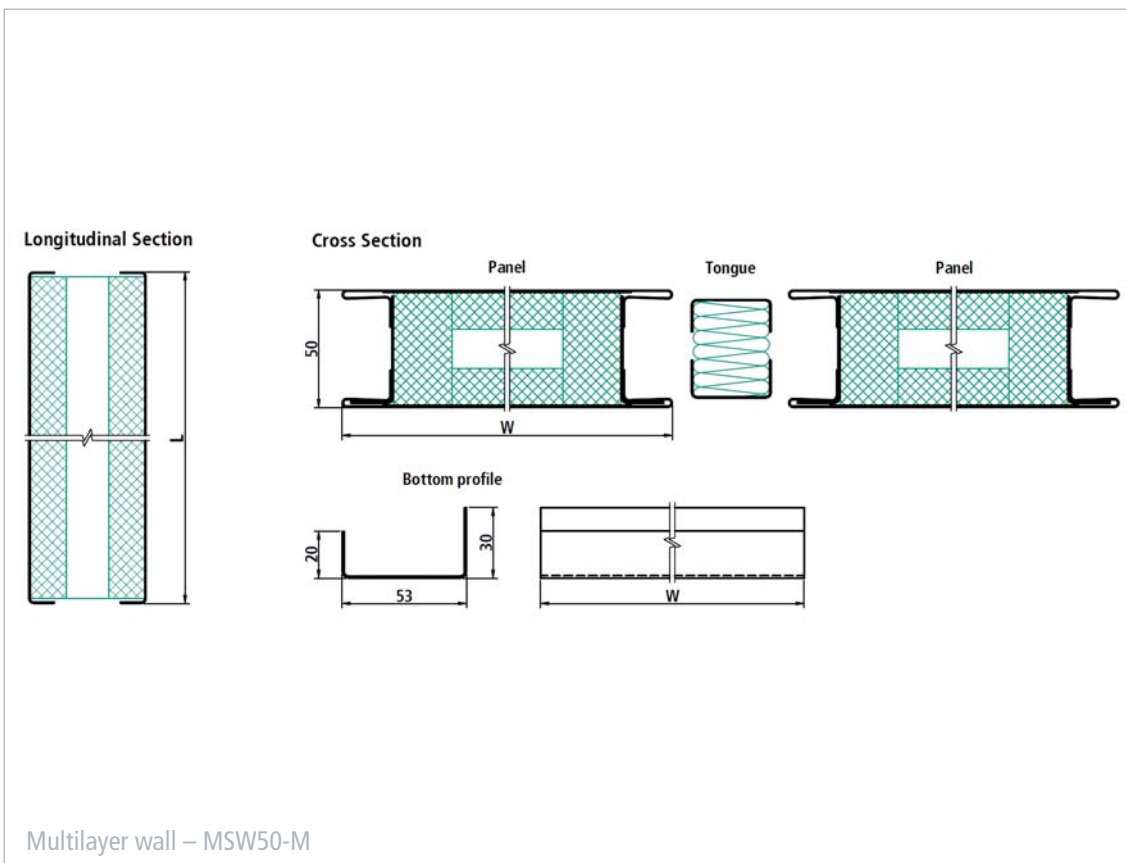 Longitudinal Section
L
Cross Section
Panel
Tongue
Panel
50
W
Bottom profile
20
53
30
W
Multilayer wall – MSW50-M